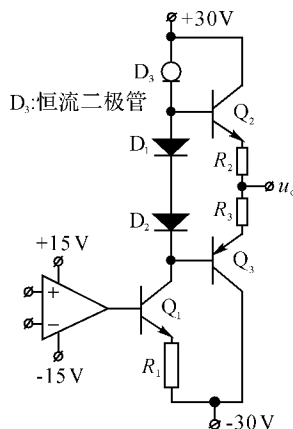 +30V
D₃
D₃:恒流二极管
Q₂
D₁
R₂
R₃
D₂
+15V
Q₃
+
−
Q₁
R₁
-15V
-30V